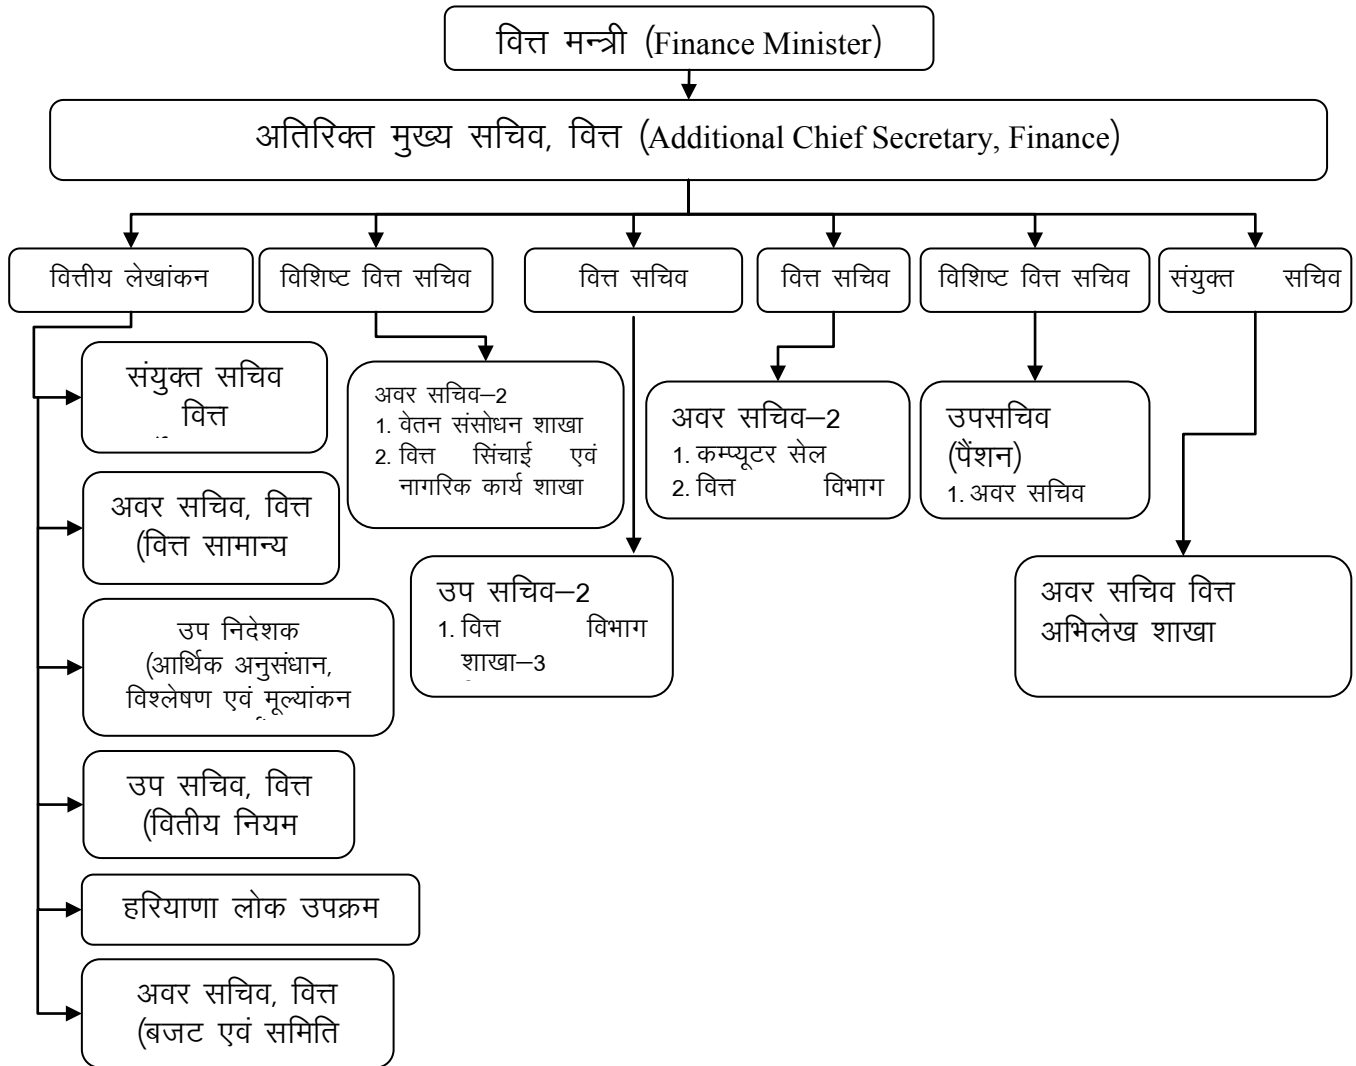 वित्त मन्त्री (Finance Minister)
अतिरिक्त मुख्य सचिव, वित्त (Additional Chief Secretary, Finance)
वित्तीय लेखांकन
विशिष्ट वित्त सचिव
वित्त सचिव
वित्त सचिव
विशिष्ट वित्त सचिव
संयुक्त सचिव
संयुक्त सचिव
वित्त
अवर सचिव, वित्त
(वित्त सामान्य
उप निदेशक
(आर्थिक अनुसंधान,
विश्लेषण एवं मूल्यांकन
उप सचिव, वित्त
(वितीय नियम
हरियाणा लोक उपक्रम
अवर सचिव, वित्त
(बजट एवं समिति
अवर सचिव–2
1. वेतन संसोधन शाखा
2. वित्त सिंचाई एवं
नागरिक कार्य शाखा
उप सचिव–2
1. वित्त विभाग
शाखा–3
अवर सचिव–2
1. कम्प्यूटर सेल
2. वित्त विभाग
उपसचिव
(पैंशन)
1. अवर सचिव
अवर सचिव वित्त
अभिलेख शाखा